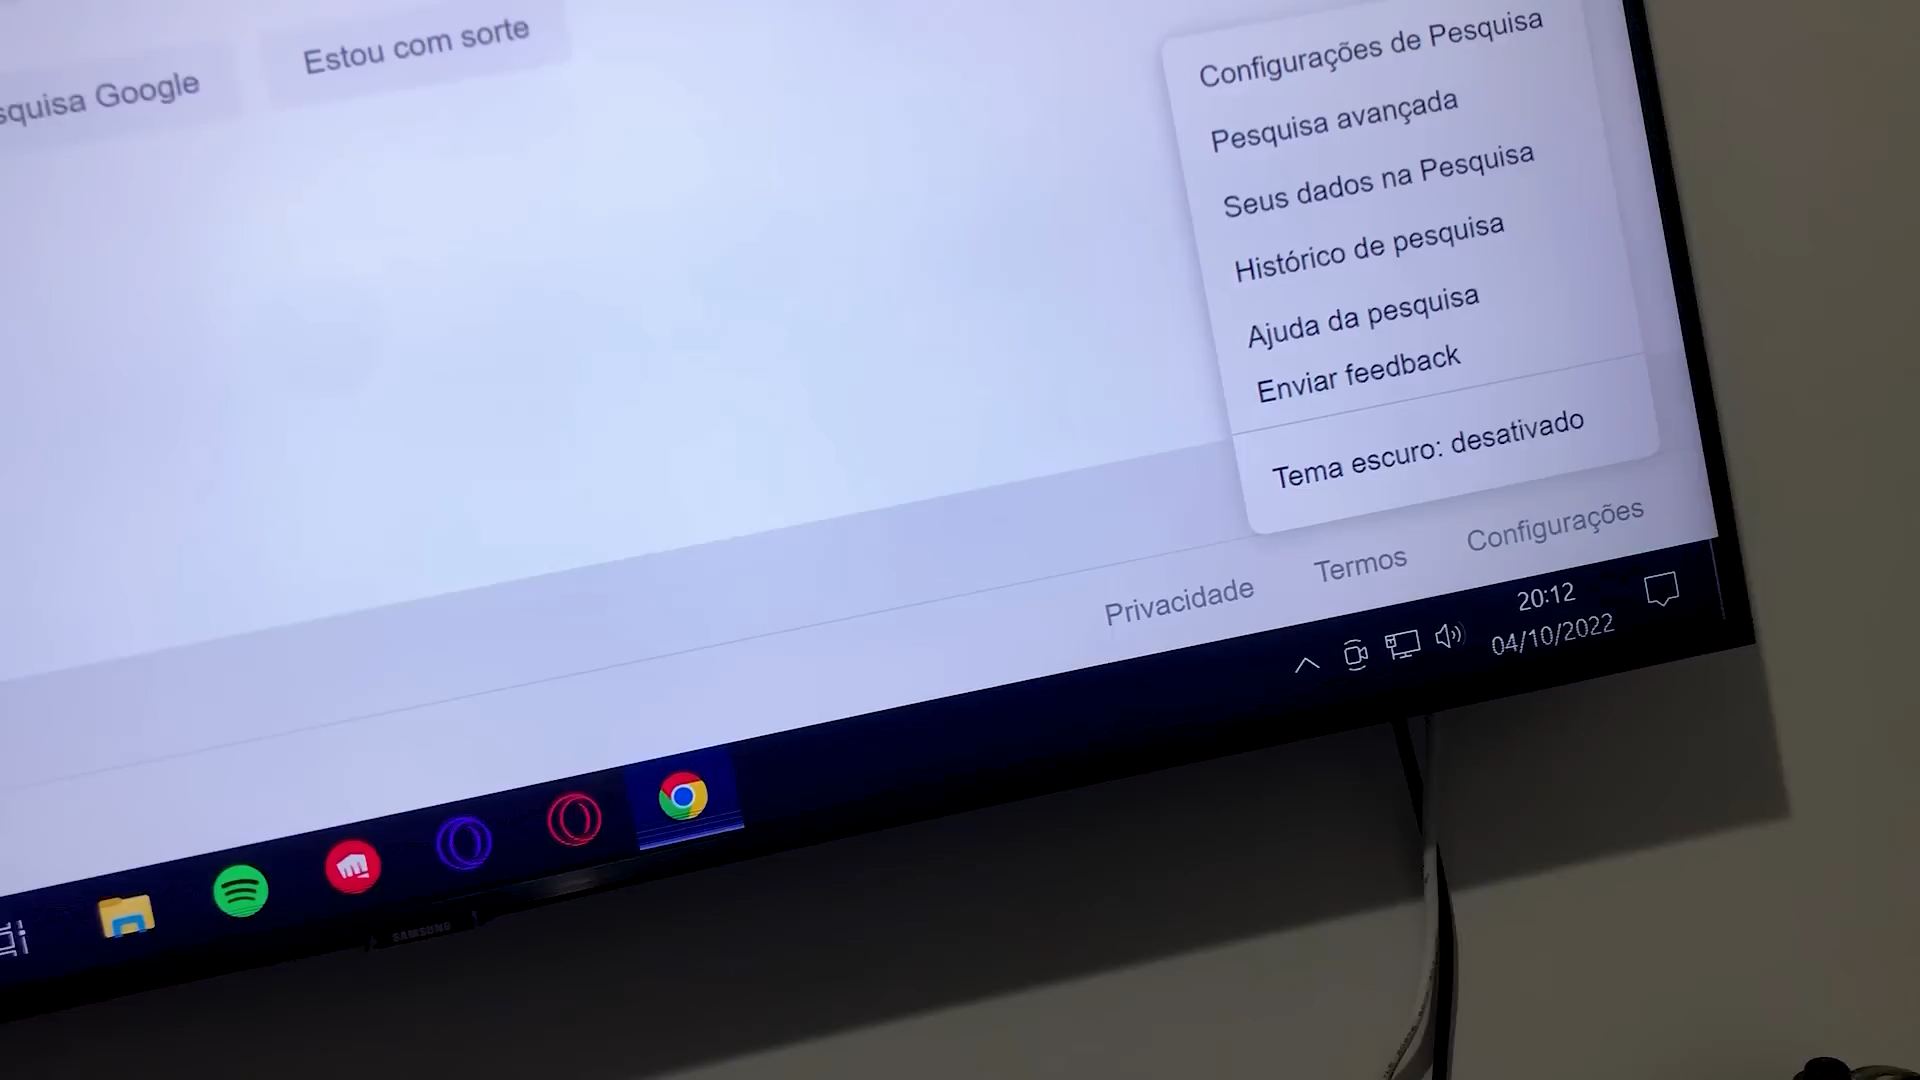 squisa Google
Estou com sorte
Configurações de Pesquisa
Pesquisa avançada
Seus dados na Pesquisa
Histórico de pesquisa
Ajuda da pesquisa
Enviar feedback
Tema escuro: desativado
Privacidade
Termos
Configurações
20:12
04/10/2022
SAMSUNG